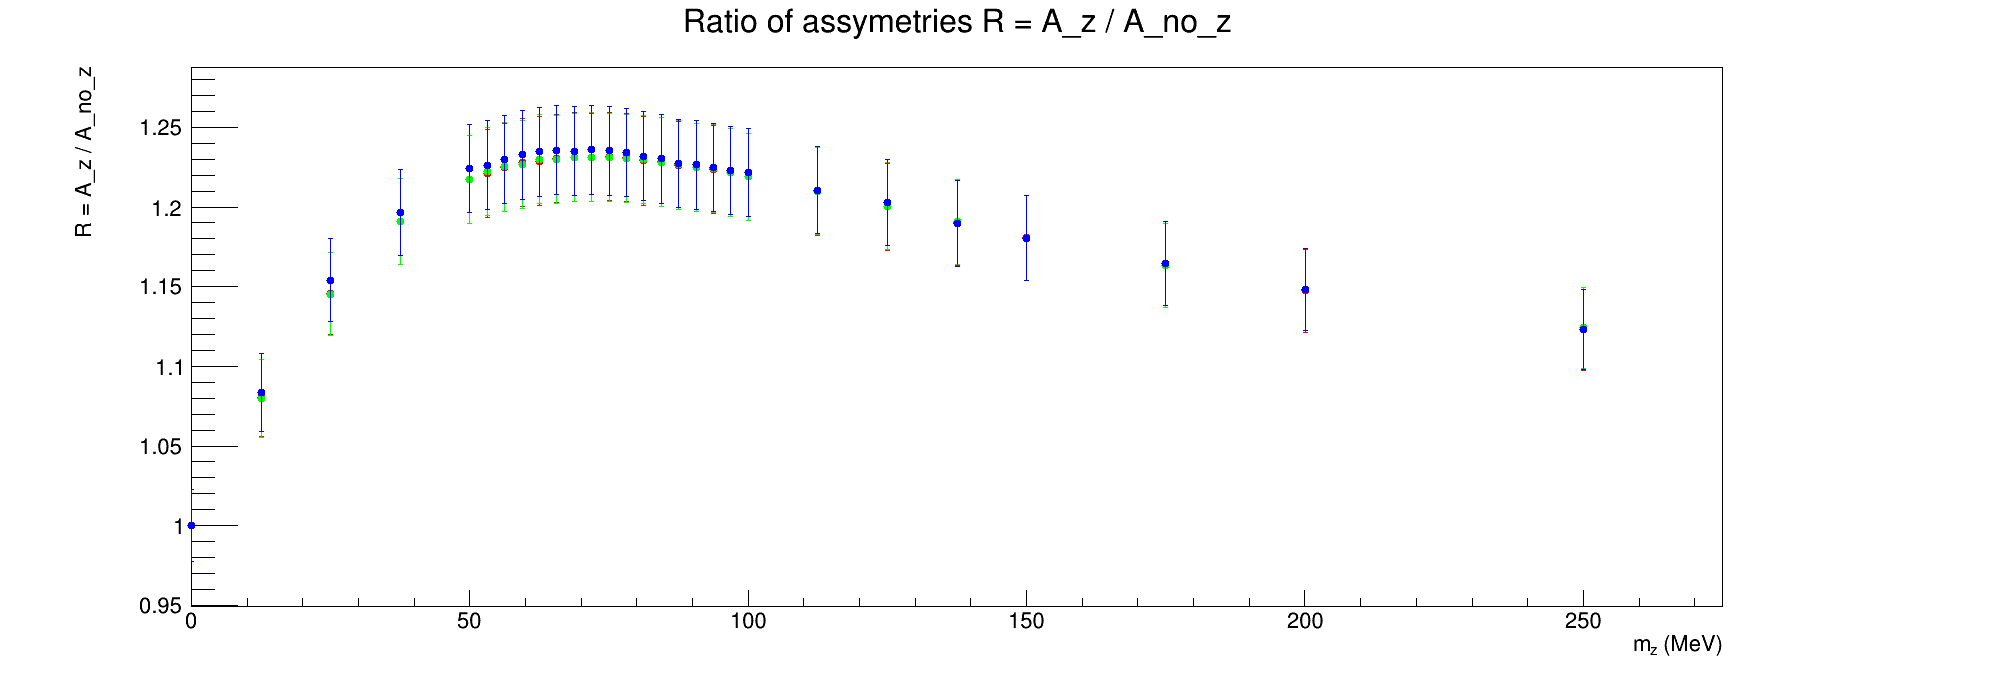 Ratio of assymetries R = A_z / A_no_z
R = A_z / A_no_z
1.25
1.2
1.15
1.1
1.05
1
0.95
0 50 100 150 200 250
m_z (MeV)